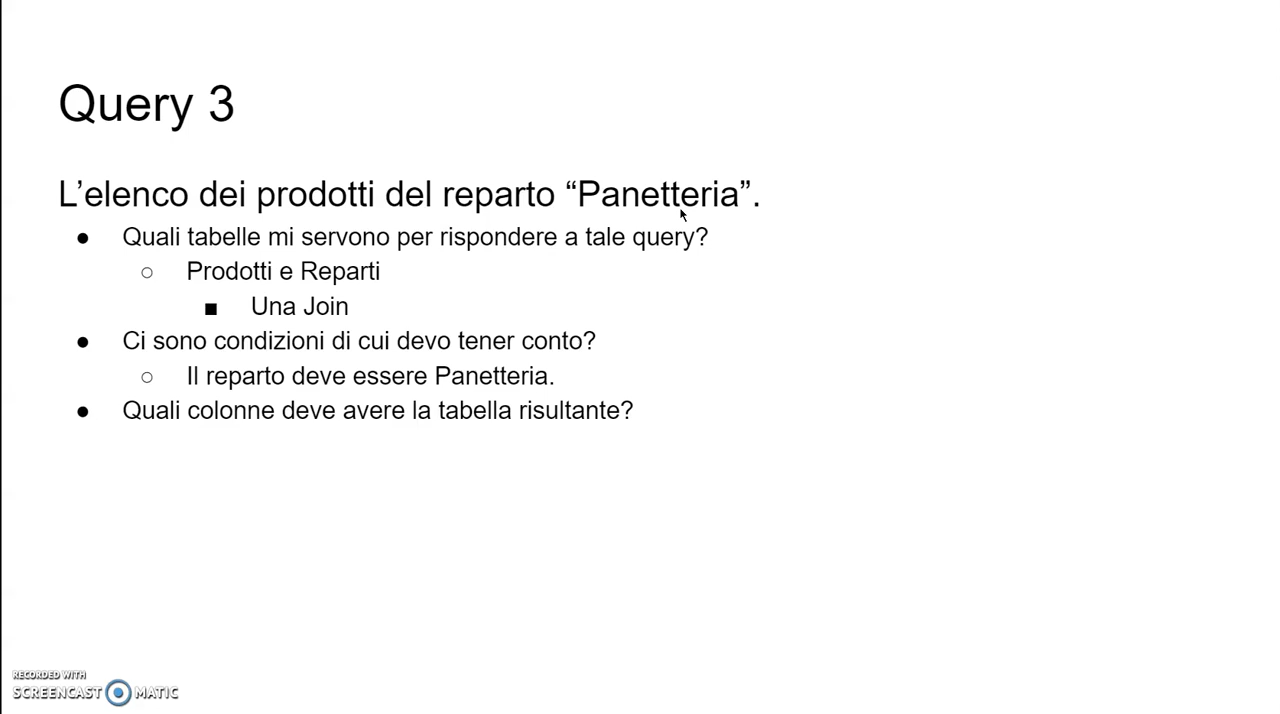 Query 3
L’elenco dei prodotti del reparto “Panetteria”.
● Quali tabelle mi servono per rispondere a tale query?
○ Prodotti e Reparti
■ Una Join
● Ci sono condizioni di cui devo tener conto?
○ Il reparto deve essere Panetteria.
● Quali colonne deve avere la tabella risultante?
RECORDED WITH
SCREENCAST MATIC